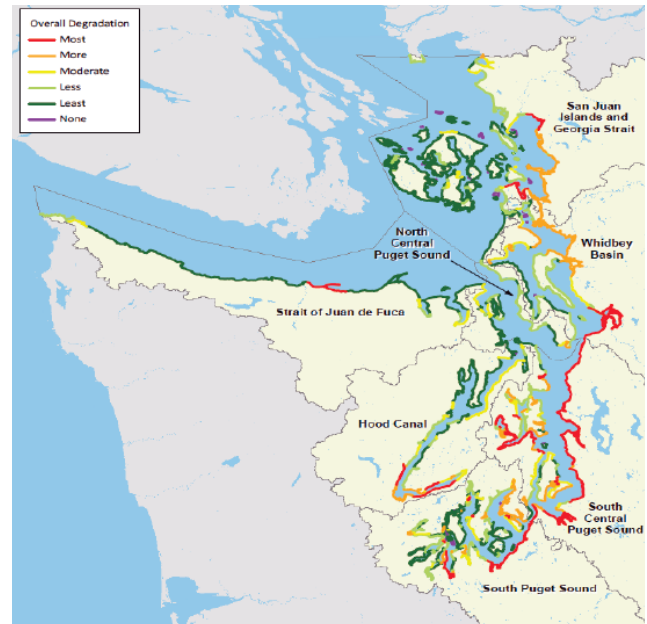 Overall Degradation
Most
More
Moderate
Less
Least
None
San Juan
Islands and
Georgia Strait
Whidbey
Basin
North
Central
Puget Sound
Strait of Juan de Fuca
Hood Canal
South
Central
Puget Sound
South Puget Sound